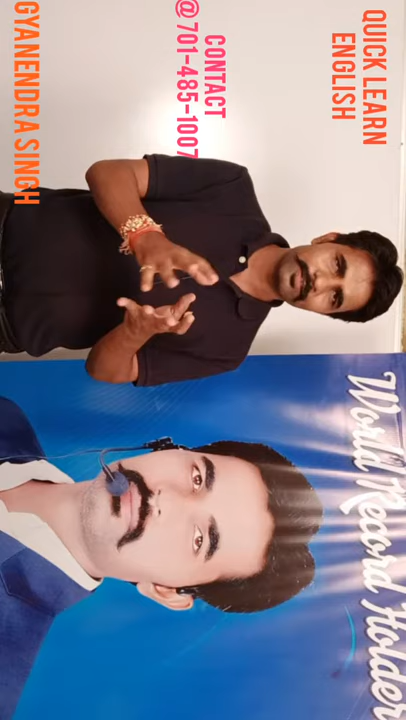 QUICK LEARN
ENGLISH
World Record Holder
CONTACT
@ 701-485-1007
GYANENDRA SINGH